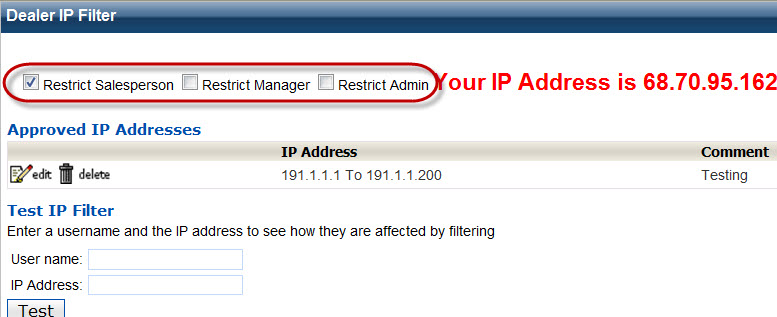 Dealer IP Filter
Restrict Salesperson Restrict Manager Restrict Admin Your IP Address is 68.70.95.162
Approved IP Addresses
IP Address Comment
edit delete 191.1.1.1 To 191.1.1.200 Testing
Test IP Filter
Enter a username and the IP address to see how they are affected by filtering
User name:
IP Address:
Test